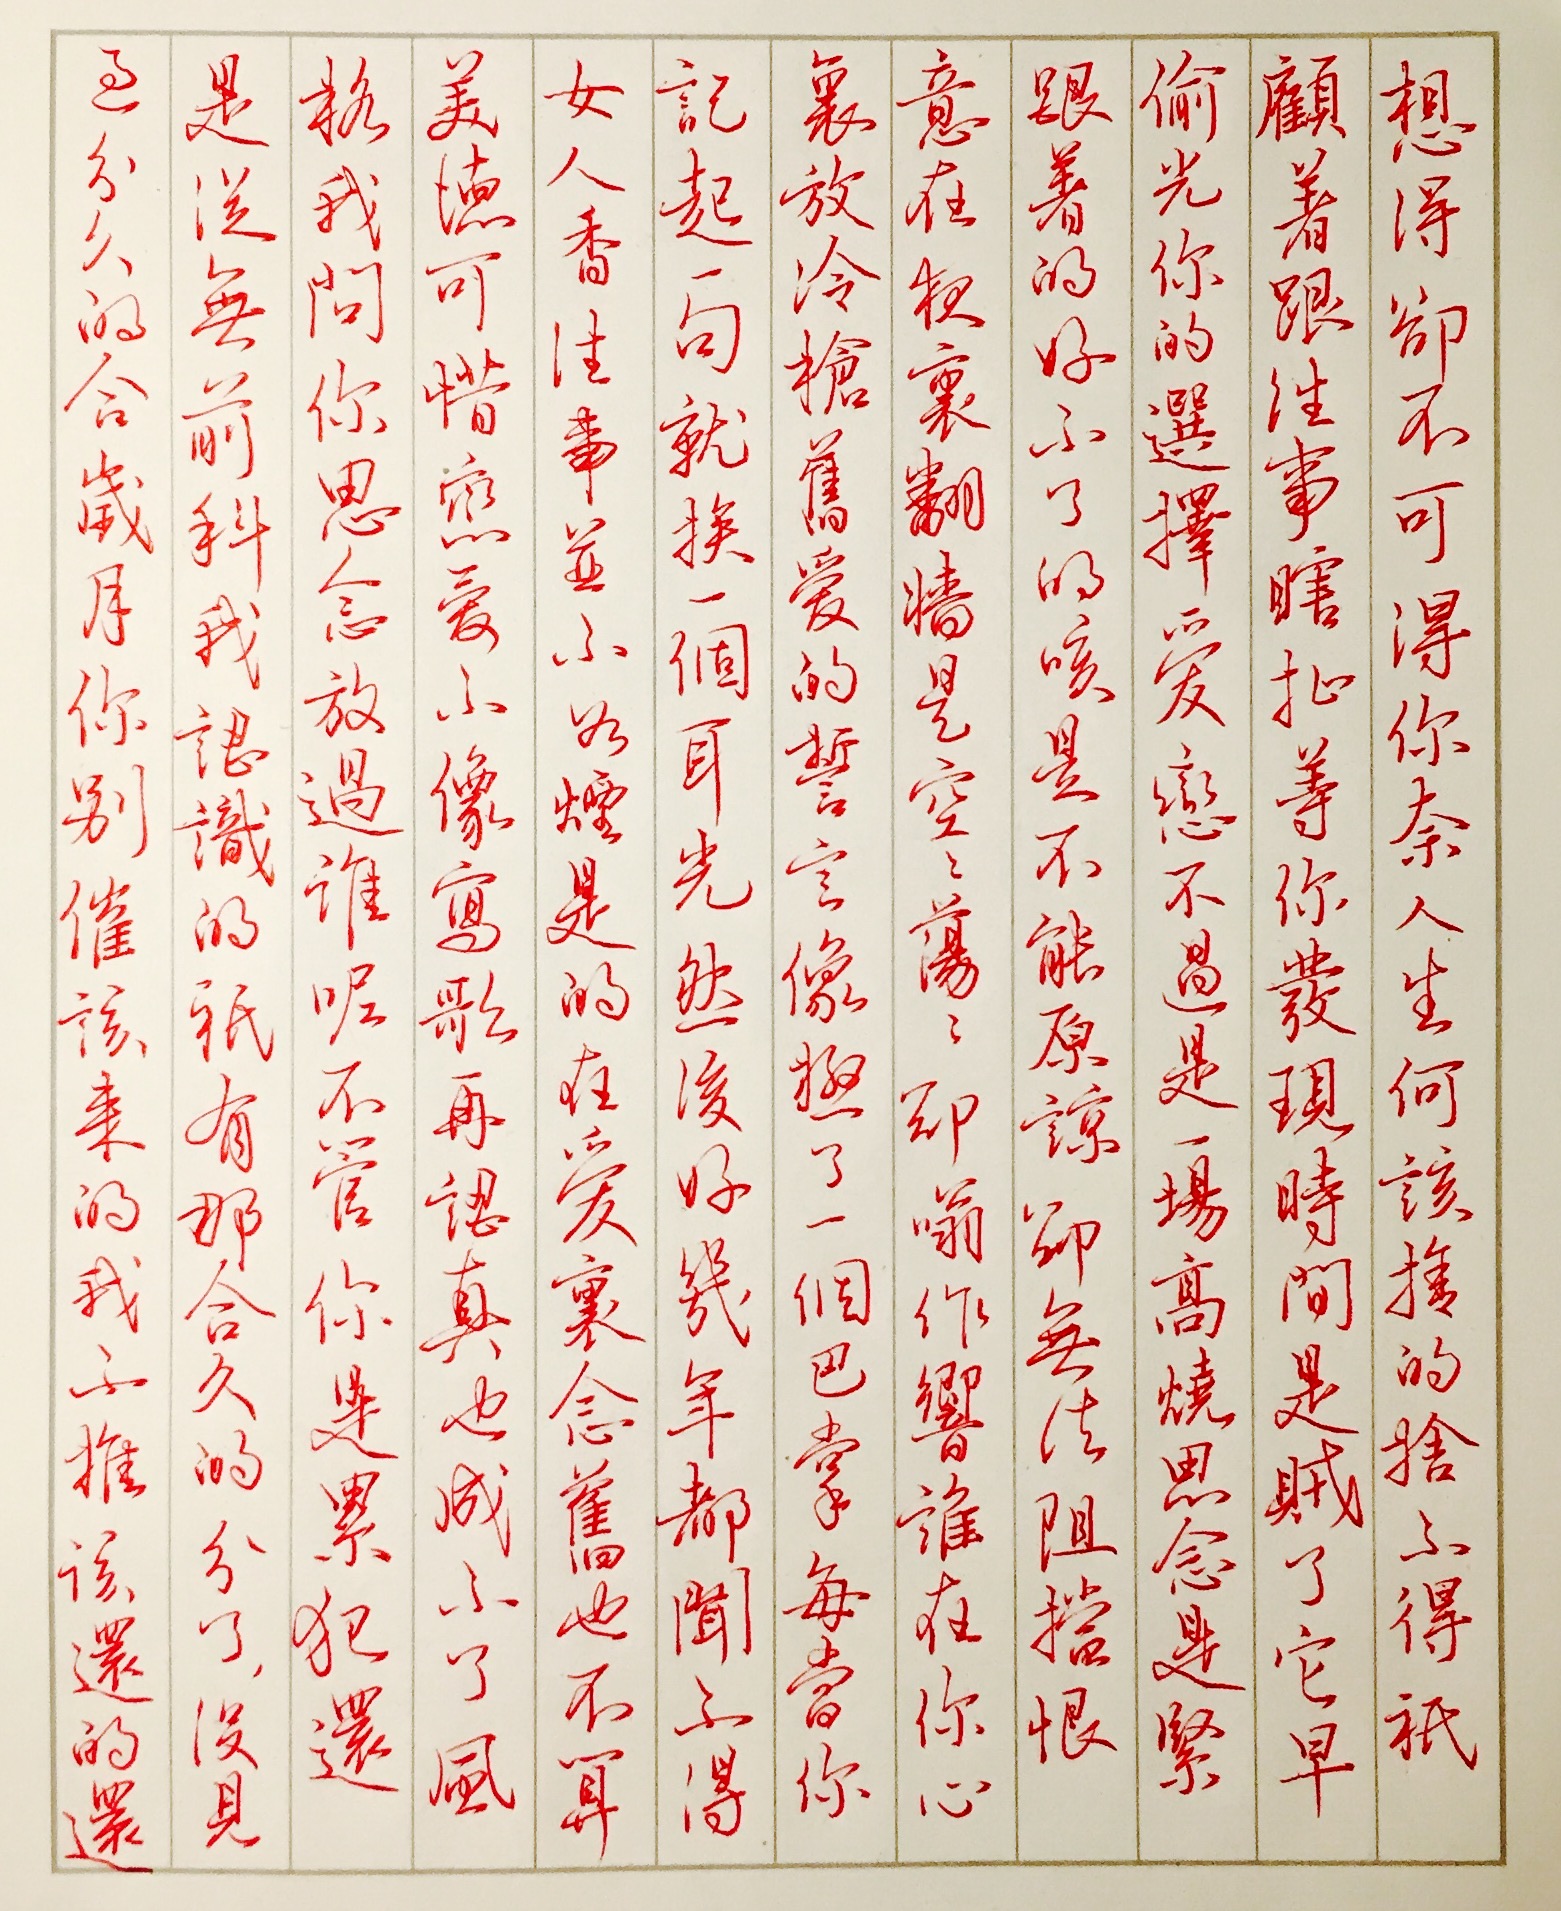 想得卻不可得你奈人生何該捨的捨不得祇
顧著跟往事瞎扯等你發現時間是賊了它早
偷光你的選擇愛戀不過是一場高燒思念是緊
跟著的好不了的咳是不能原諒卻無法阻擋恨
意在夜裏翻牆是空〻蕩〻卻嗡作響誰在你心
裏放冷槍舊愛的誓言像極了一個巴掌每當你
記起一句就挨一個耳光然後好幾年都聞不得
女人香往事並不如煙是的在愛裏念舊也不算
美德可惜戀愛不像寫歌再認真也成不了風
格我問你思念放過誰呢不管你是累犯還
是從無前科我認識的祇有那合久的分了沒見
過分久的合歲月你別催該來的我不推該還的還